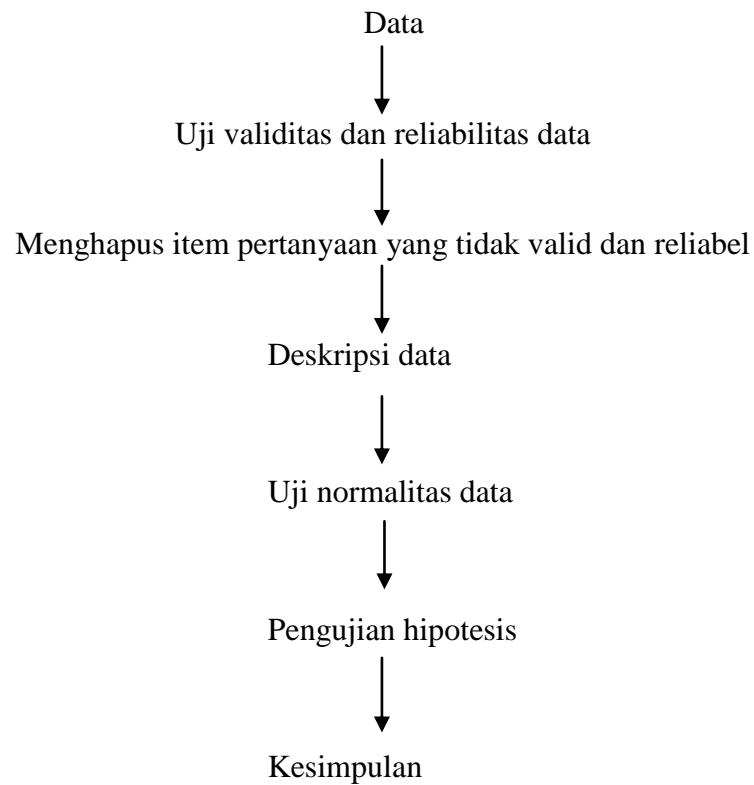 Data
Uji validitas dan reliabilitas data
Menghapus item pertanyaan yang tidak valid dan reliabel
Deskripsi data
Uji normalitas data
Pengujian hipotesis
Kesimpulan